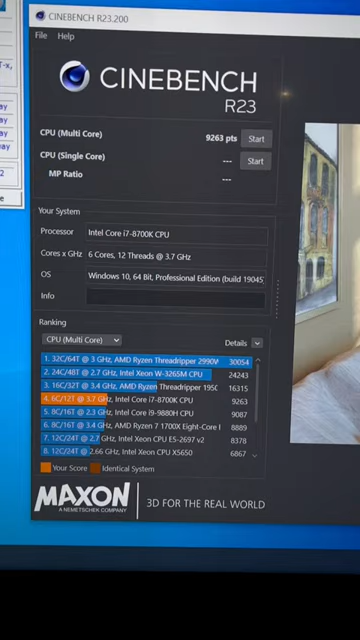 CINEBENCH R23.200
File Help
CINEBENCH
R23
CPU (Multi Core) 9263 pts Start
CPU (Single Core) --- Start
MP Ratio ---
Your System
Processor Intel Core i7-8700K CPU
Cores x GHz 6 Cores, 12 Threads @ 3.7 GHz
OS Windows 10, 64 Bit, Professional Edition (build 19045)
Info
Ranking
CPU (Multi Core) Details
1. 32C/64T @ 3 GHz, AMD Ryzen Threadripper 2990W 30054
2. 24C/48T @ 2.7 GHz, Intel Xeon W-3265M CPU 24243
3. 16C/32T @ 3.4 GHz, AMD Ryzen Threadripper 1950 16315
4. 6C/12T @ 3.7 GHz, Intel Core i7-8700K CPU 9263
5. 8C/16T @ 2.3 GHz, Intel Core i9-9880H CPU 9087
6. 8C/16T @ 3.4 GHz, AMD Ryzen 7 1700X Eight-Core 8889
7. 12C/24T @ 2.7 GHz, Intel Xeon CPU E5-2697 v2 8378
8. 12C/24T @ 2.66 GHz, Intel Xeon CPU X5650 6867
Your Score Identical System
MAXON 3D FOR THE REAL WORLD
A NEMETSCHEK COMPANY